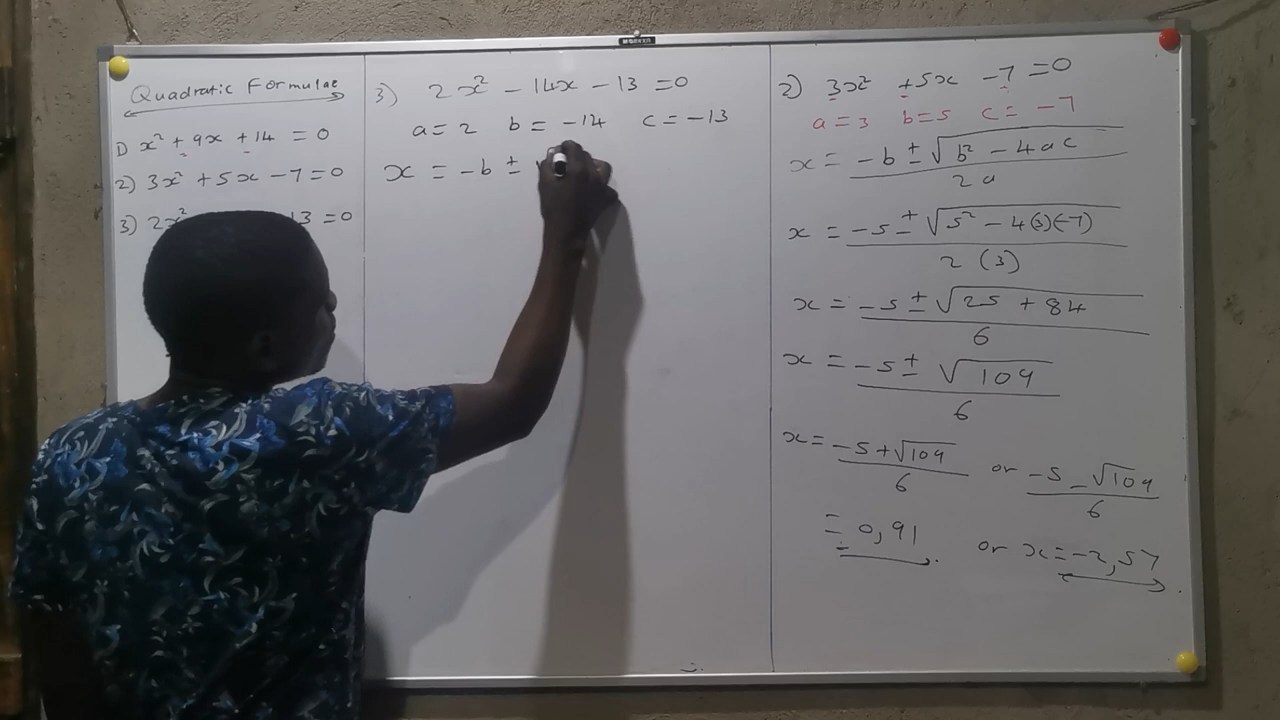 Quadratic Formulae
1) x² + 9x + 14 = 0
2) 3x² + 5x - 7 = 0
3) 2x² 13 = 0
3) 2x² - 14x - 13 = 0
a = 2 b = -14 c = -13
x = -b ±
2) 3x² + 5x - 7 = 0
a = 3 b = 5 c = -7
x = -b ± √b² - 4ac
2a
x = -5 ± √5² - 4(3)(-7)
2 (3)
x = -5 ± √25 + 84
6
x = -5 ± √109
6
x = -5 + √109 or -5 - √109
6 6
= 0,91 or x = -2,57